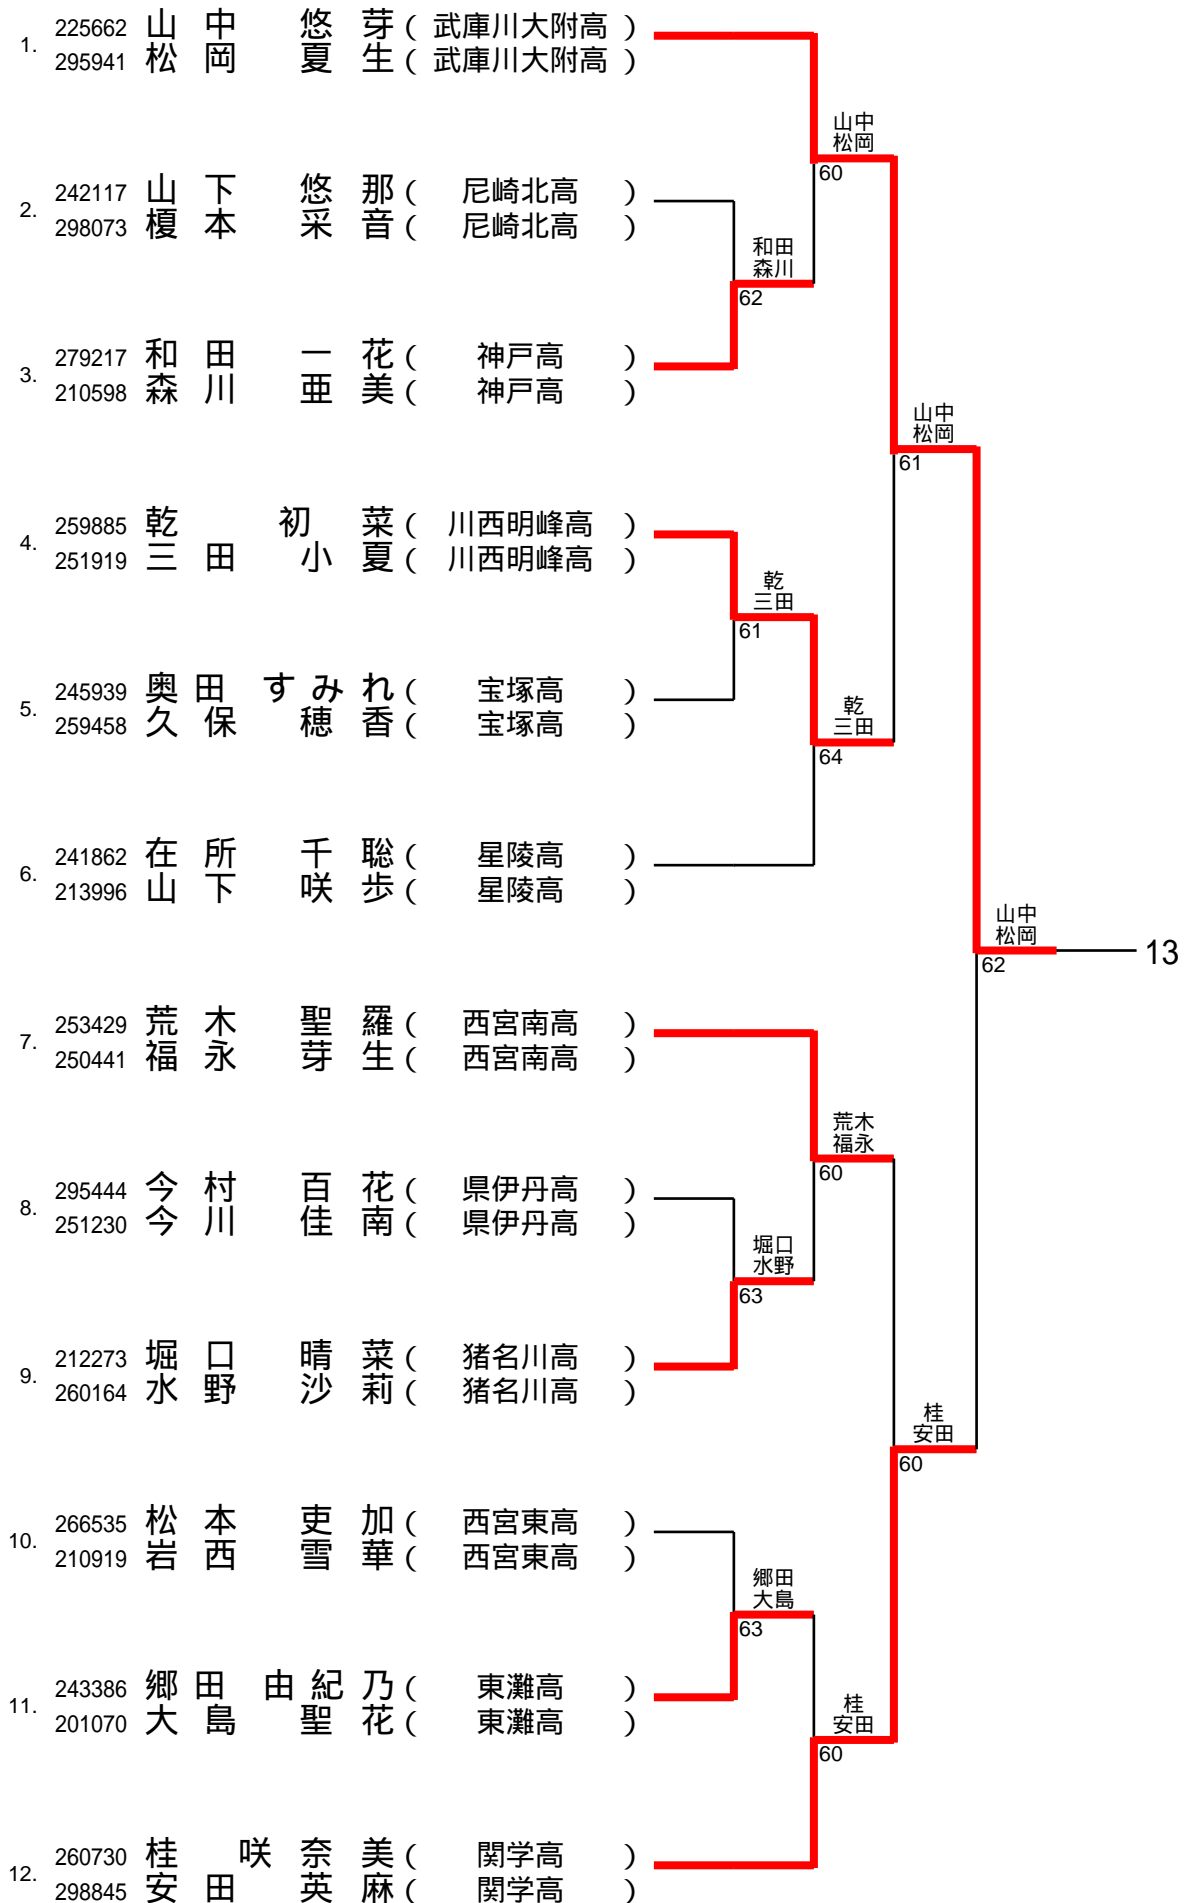 1. 225662 山中 悠芽 ( 武庫川大附高 )
295941 松岡 夏生 ( 武庫川大附高 )
山中
松岡
60
2. 242117 山下 悠那 ( 尼崎北高 )
298073 榎本 采音 ( 尼崎北高 )
和田
森川
62
3. 279217 和田 一花 ( 神戸高 )
210598 森川 亜美 ( 神戸高 )
山中
松岡
61
4. 259885 乾 初菜 ( 川西明峰高 )
251919 三田 小夏 ( 川西明峰高 )
乾
三田
61
5. 245939 奥田 すみれ ( 宝塚高 )
259458 久保 穂香 ( 宝塚高 )
乾
三田
64
6. 241862 在所 千聡 ( 星陵高 )
213996 山下 咲歩 ( 星陵高 )
山中
松岡
62
13
7. 253429 荒木 聖羅 ( 西宮南高 )
250441 福永 芽生 ( 西宮南高 )
荒木
福永
60
8. 295444 今村 百花 ( 県伊丹高 )
251230 今川 佳南 ( 県伊丹高 )
堀口
水野
63
9. 212273 堀口 晴菜 ( 猪名川高 )
260164 水野 沙莉 ( 猪名川高 )
桂
安田
60
10. 266535 松本 吏加 ( 西宮東高 )
210919 岩西 雪華 ( 西宮東高 )
郷田
大島
63
11. 243386 郷田 由紀乃 ( 東灘高 )
201070 大島 聖花 ( 東灘高 )
桂
安田
60
12. 260730 桂 咲奈美 ( 関学高 )
298845 安田 英麻 ( 関学高 )